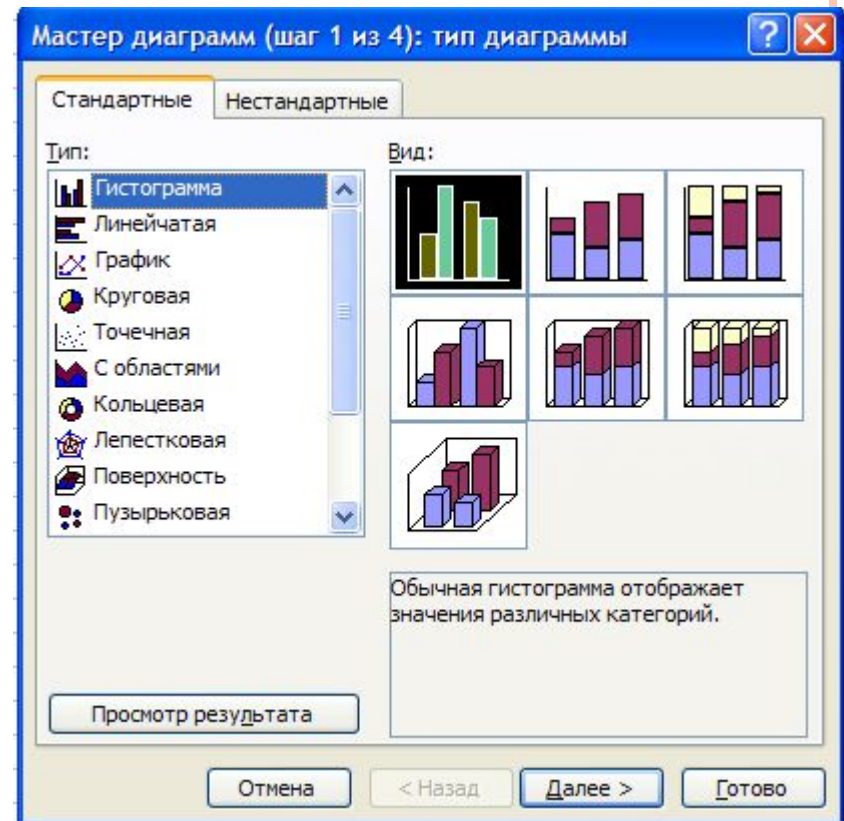 Мастер диаграмм (шаг 1 из 4): тип диаграммы
Стандартные
Нестандартные
Тип:
Гистограмма
Линейчатая
График
Круговая
Точечная
С областями
Кольцевая
Лепестковая
Поверхность
Пузырьковая
Вид:
Обычная гистограмма отображает
значения различных категорий.
Просмотр результата
Отмена
< Назад
Далее >
Готово